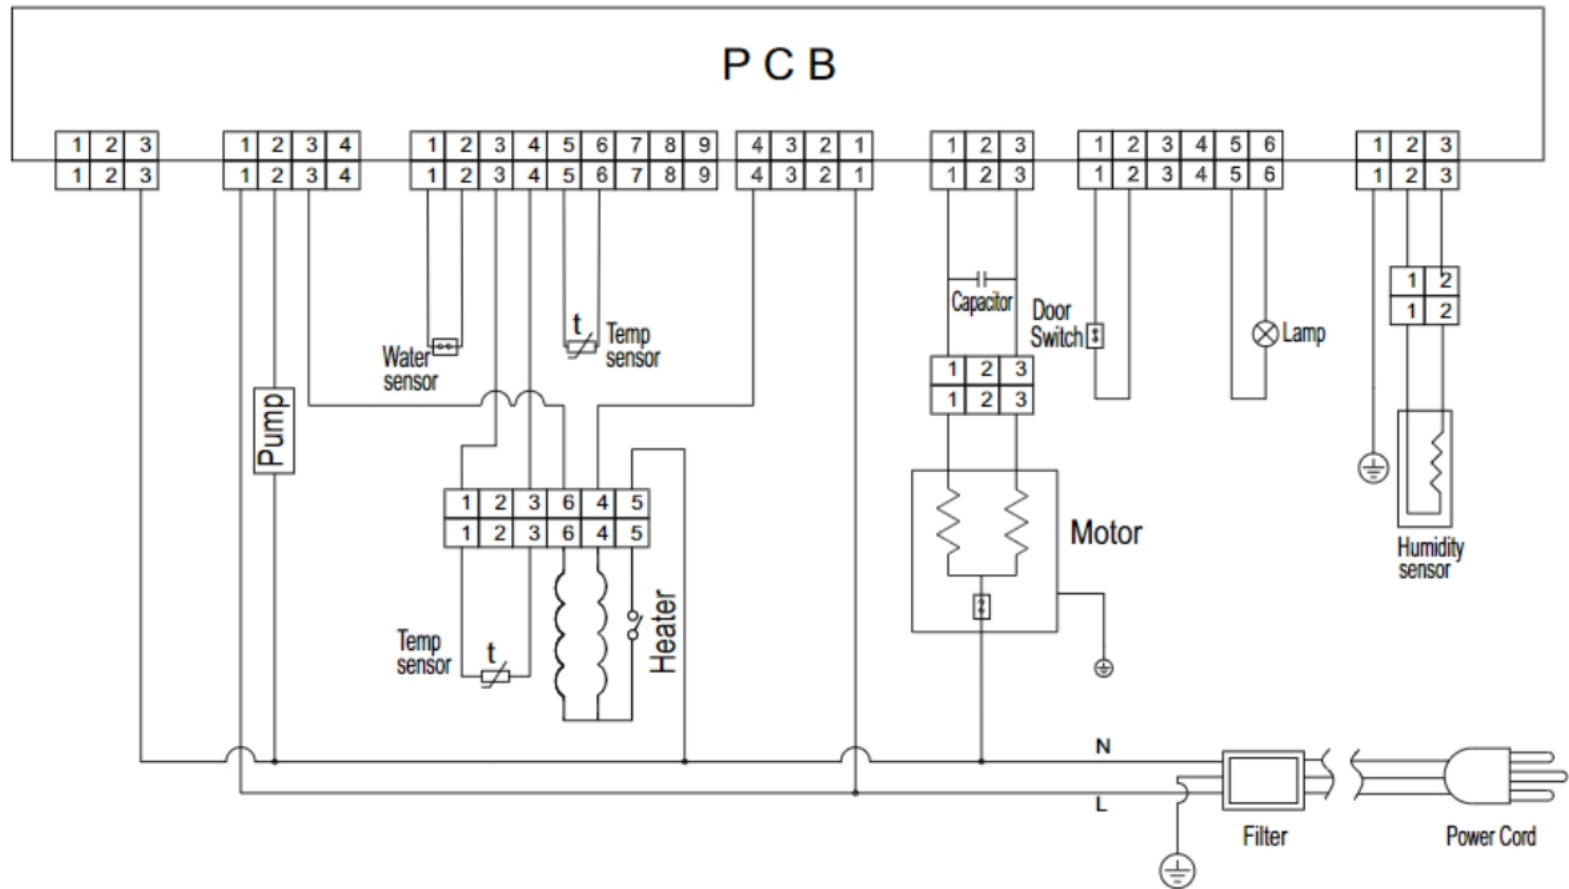 P C B
1 2 3 1 2 3 4 1 2 3 4 5 6 7 8 9 4 3 2 1 1 2 3 1 2 3 4 5 6 1 2 3
1 2 3 1 2 3 4 1 2 3 4 5 6 7 8 9 4 3 2 1 1 2 3 1 2 3 4 5 6 1 2 3
1 2
1 2
Capacitor
Door
Switch
Lamp
t
Temp
sensor
Water
sensor
1 2 3
1 2 3
Pump
1 2 3 6 4 5
1 2 3 6 4 5
Motor
Humidity
sensor
Heater
Temp
sensor
t
N
L
Filter
Power Cord